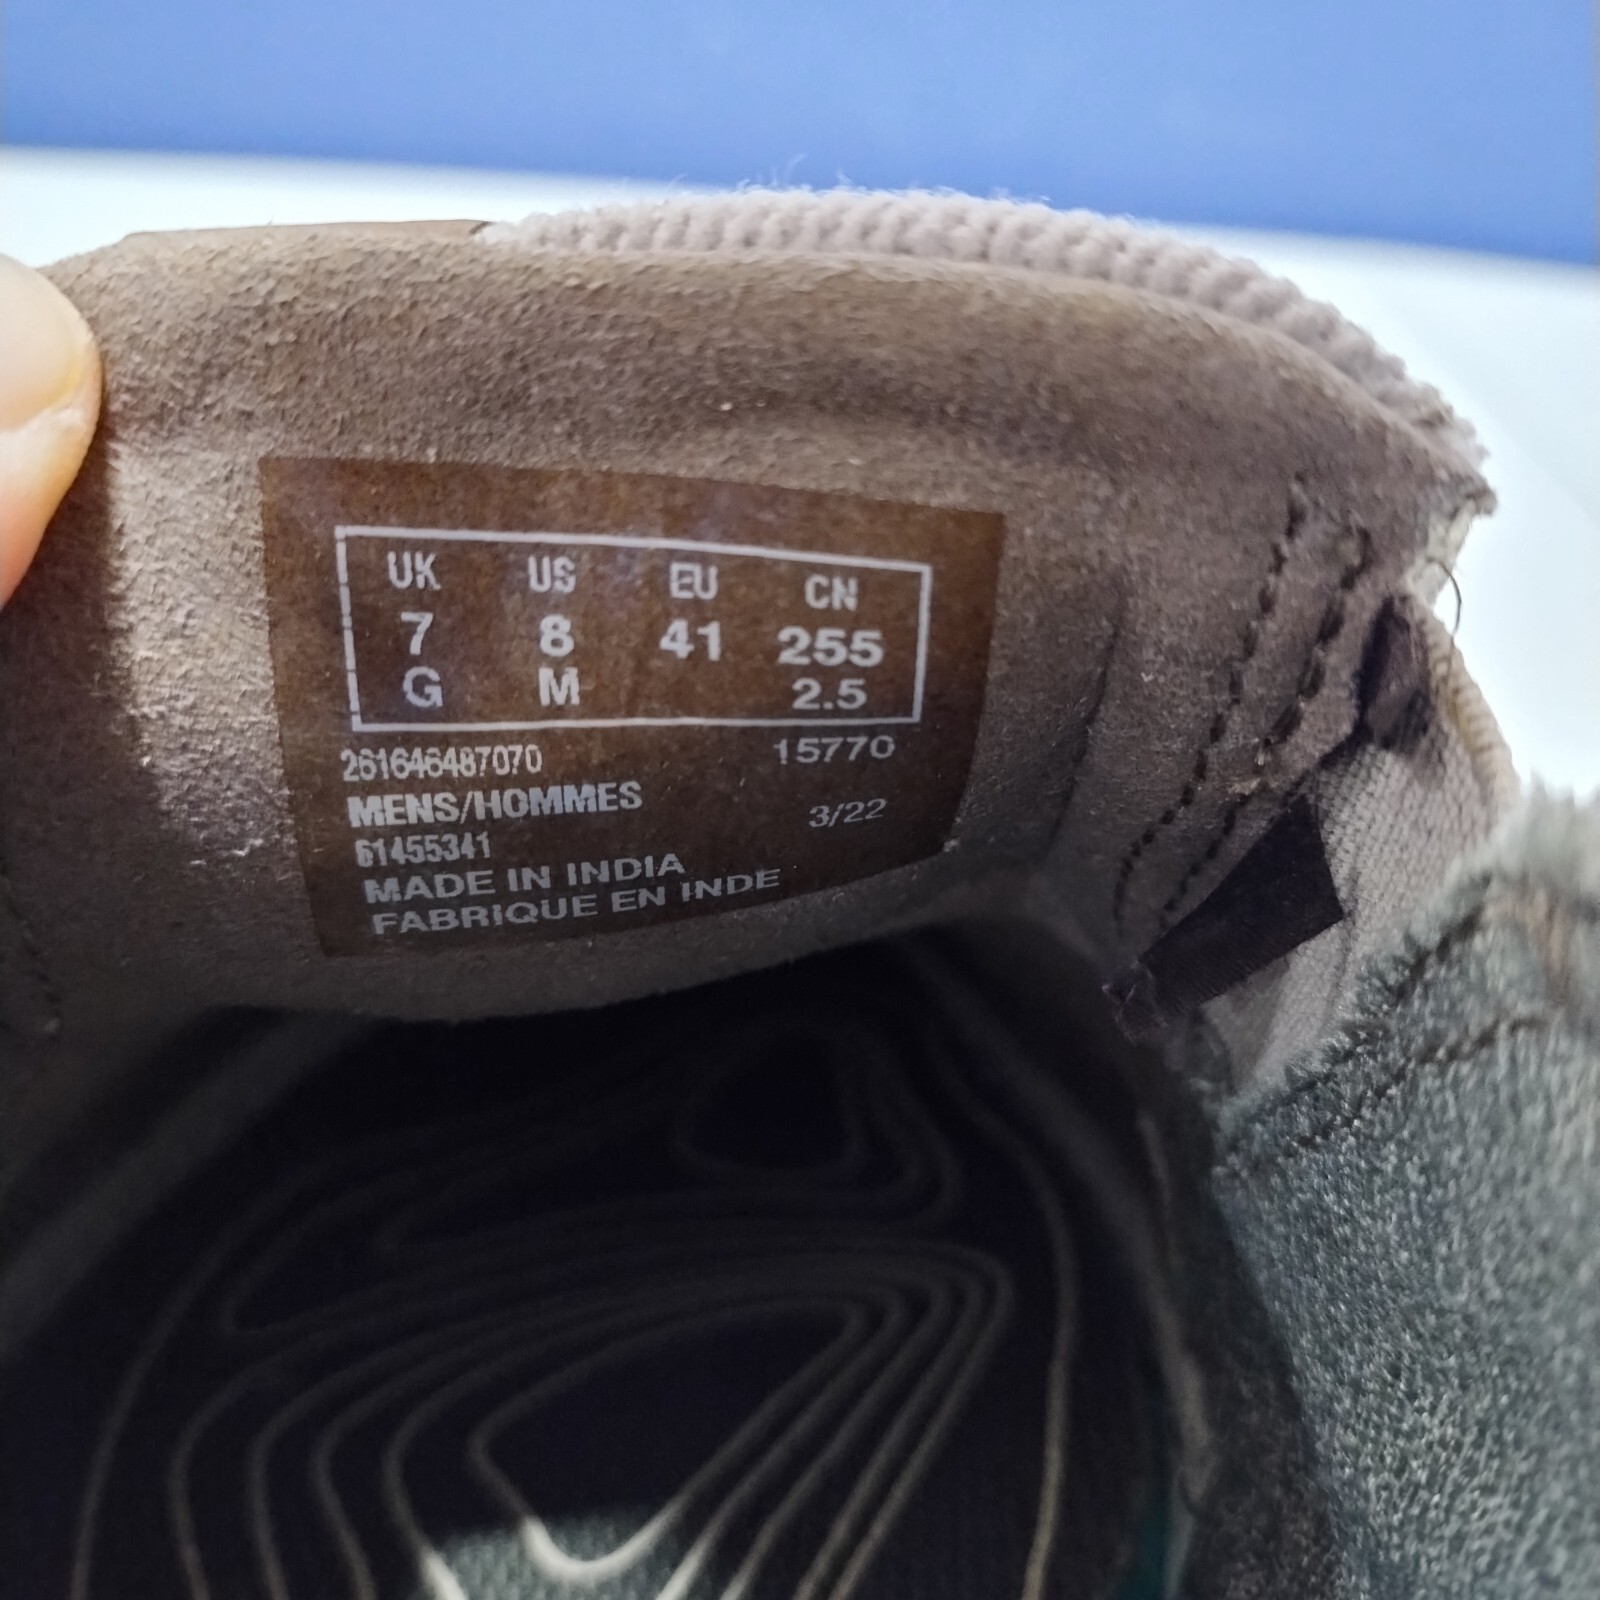 UK US EU CN
7 8 41 255
G M 2.5
261646487070 15770
MENS/HOMMES 3/22
61455341
MADE IN INDIA
FABRIQUE EN INDE